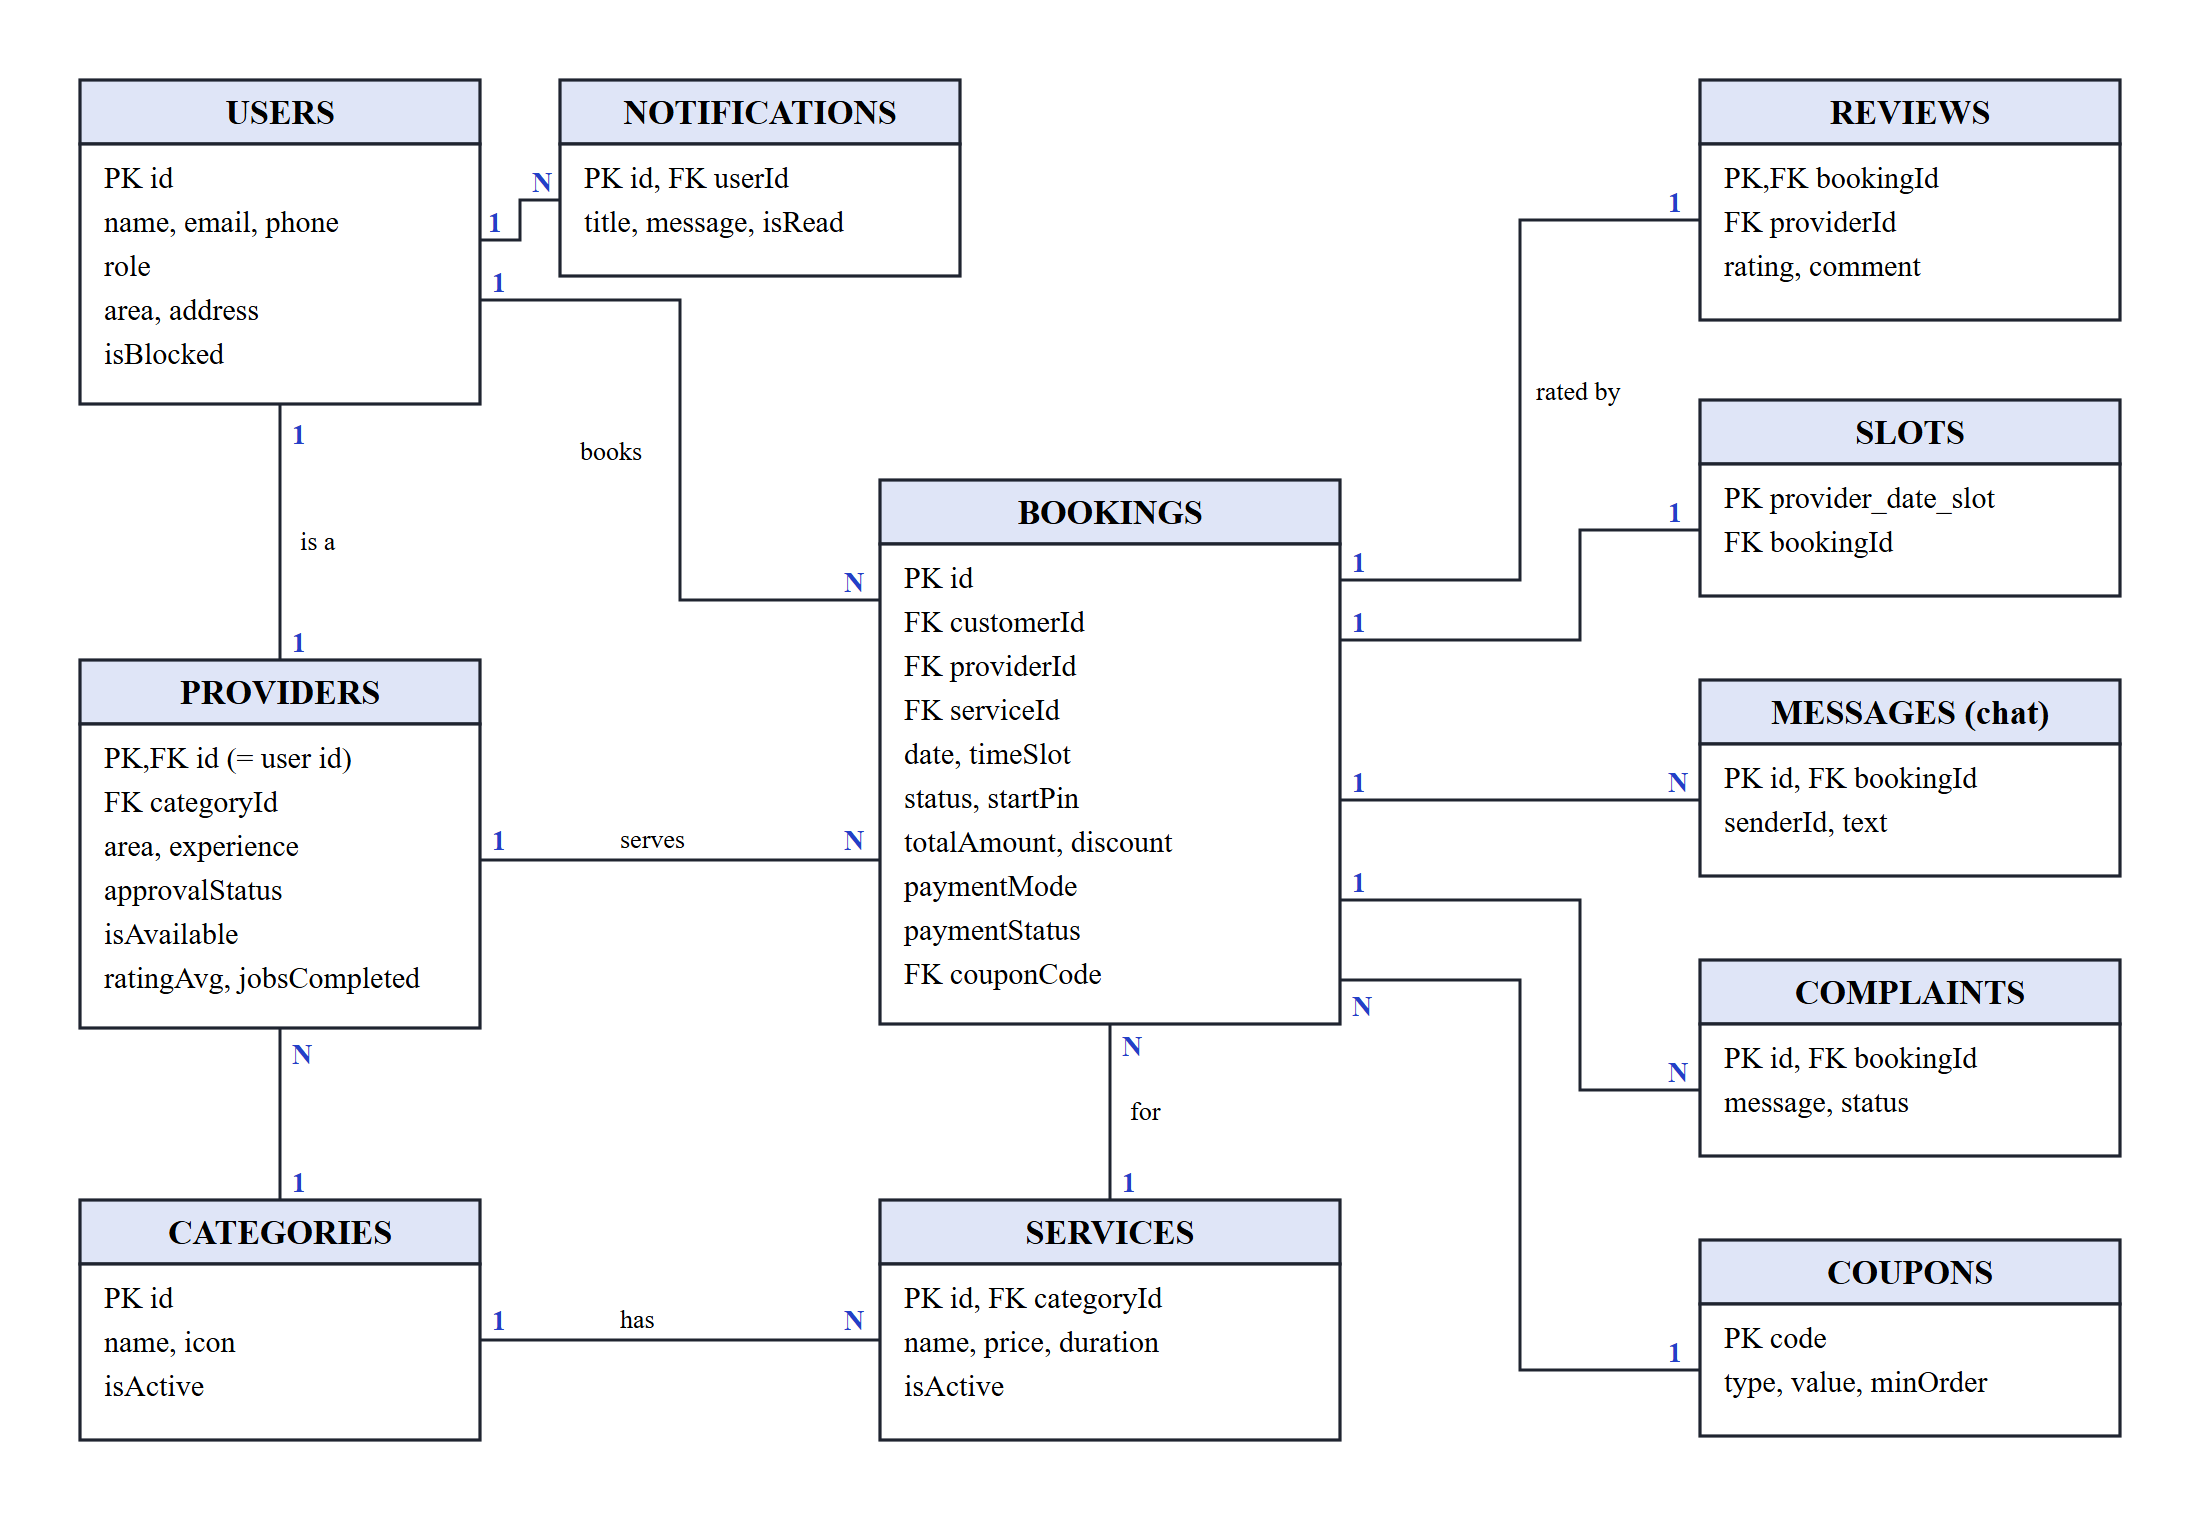 USERS
PK id
name, email, phone
role
area, address
isBlocked
1
1
1
N
NOTIFICATIONS
PK id, FK userId
title, message, isRead
books
is a
1
PROVIDERS
PK,FK id (= user id)
FK categoryId
area, experience
approvalStatus
isAvailable
ratingAvg, jobsCompleted
1
serves
N
N
1
CATEGORIES
PK id
name, icon
isActive
1
has
N
N
BOOKINGS
PK id
FK customerId
FK providerId
FK serviceId
date, timeSlot
status, startPin
totalAmount, discount
paymentMode
paymentStatus
FK couponCode
1
1
1
1
N
N
for
1
SERVICES
PK id, FK categoryId
name, price, duration
isActive
rated by
1
REVIEWS
PK,FK bookingId
FK providerId
rating, comment
1
SLOTS
PK provider_date_slot
FK bookingId
N
MESSAGES (chat)
PK id, FK bookingId
senderId, text
N
COMPLAINTS
PK id, FK bookingId
message, status
1
COUPONS
PK code
type, value, minOrder